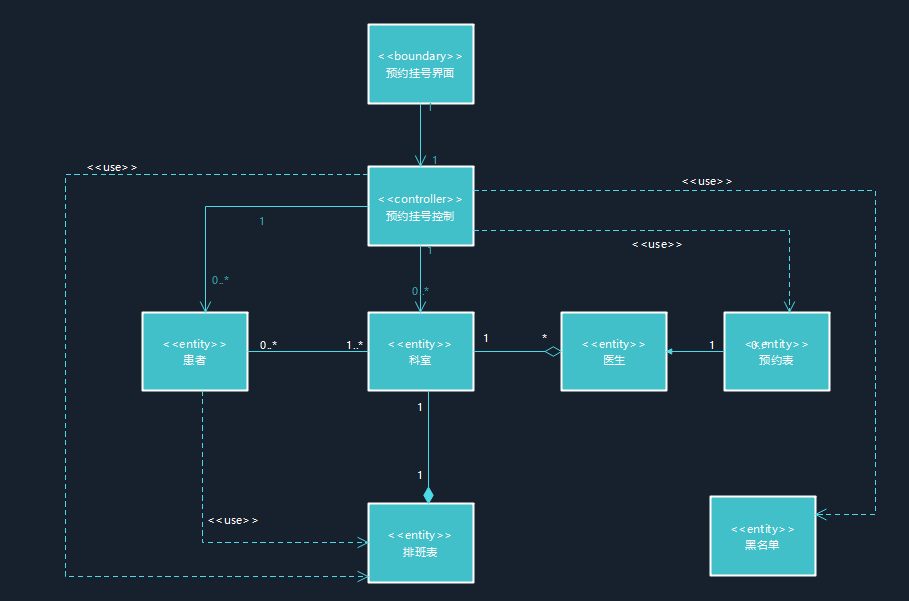 <<boundary>>
预约挂号界面
1
1
<<use>>
<<use>>
<<controller>>
预约挂号控制
1
1
<<use>>
0..*
0..*
<<entity>>
患者
0..*
1..*
<<entity>>
科室
1
*
<<entity>>
医生
1
<<entity>>
预约表
1
1
<<use>>
<<entity>>
排班表
<<entity>>
黑名单